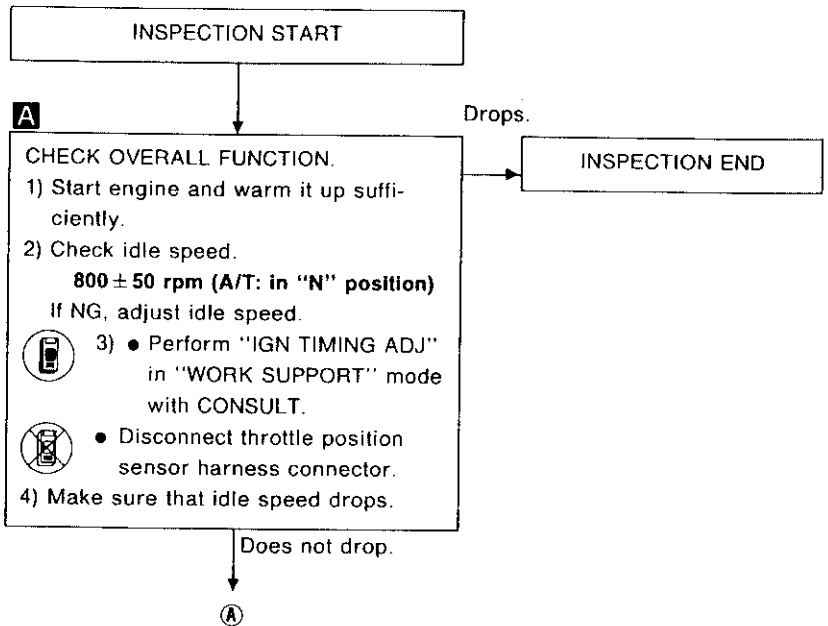 INSPECTION START
A
Drops.
CHECK OVERALL FUNCTION.
1) Start engine and warm it up suffi-
ciently.
2) Check idle speed.
800 ± 50 rpm (A/T: in “N” position)
If NG, adjust idle speed.
3) ● Perform “IGN TIMING ADJ”
in “WORK SUPPORT” mode
with CONSULT.
● Disconnect throttle position
sensor harness connector.
4) Make sure that idle speed drops.
INSPECTION END
Does not drop.
Ⓐ